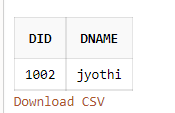 DID DNAME
1002 jyothi
Download CSV